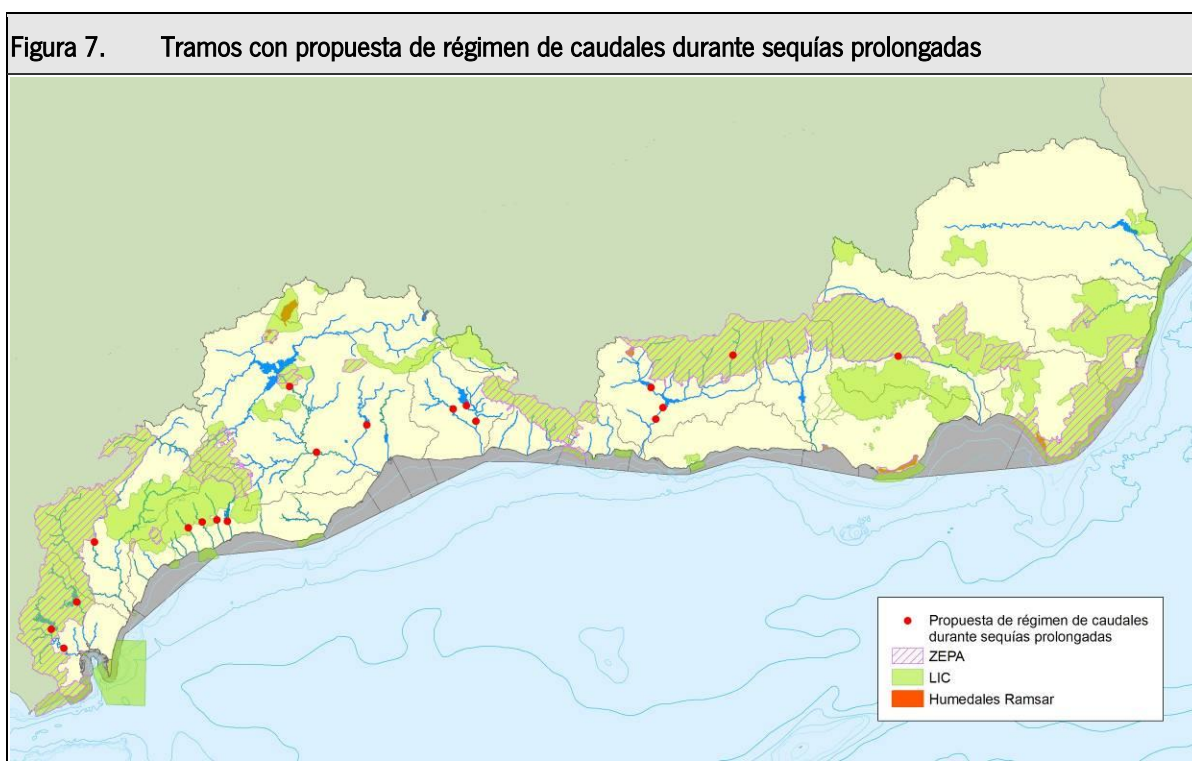 Figura 7. Tramos con propuesta de régimen de caudales durante sequías prolongadas
Propuesta de régimen de caudales
durante sequías prolongadas
ZEPA
LIC
Humedales Ramsar